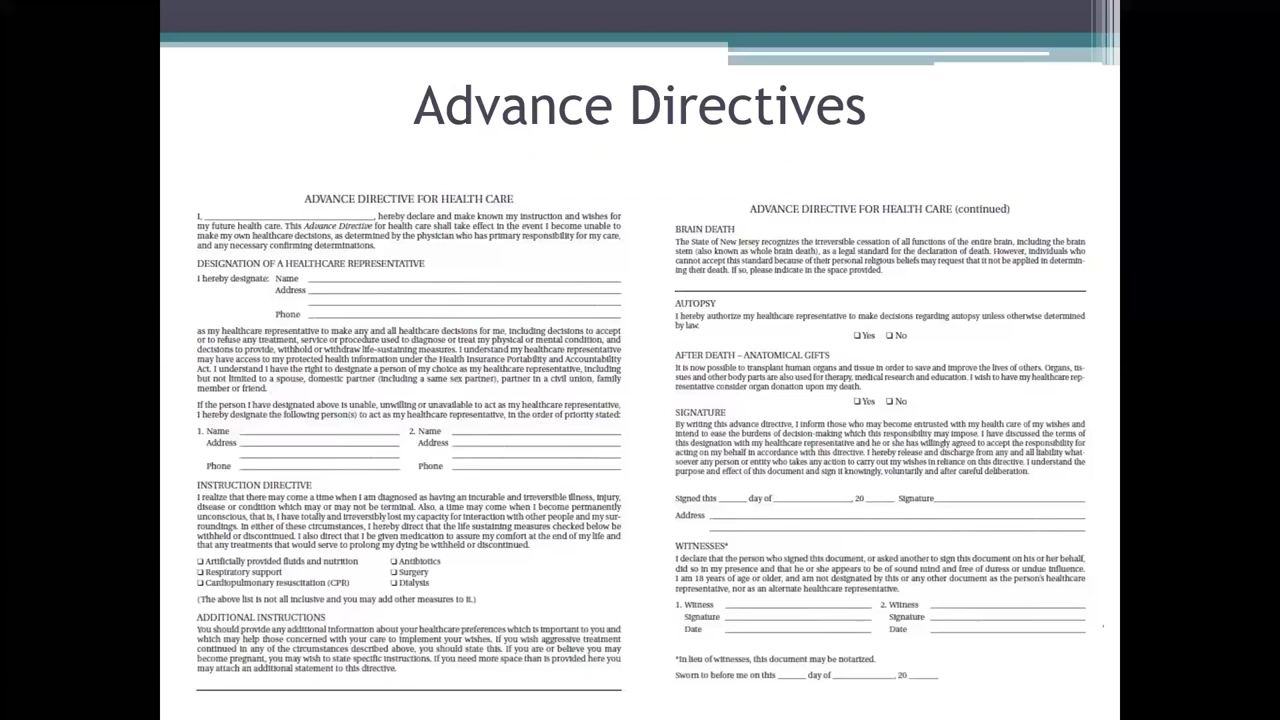 Advance Directives
ADVANCE DIRECTIVE FOR HEALTH CARE
I, ____________, hereby declare and make known my instruction and wishes for
my future health care. This Advance Directive for health care shall take effect in the event I become unable to
make my own healthcare decisions, as determined by the physician who has primary responsibility for my care,
and any necessary confirming determinations.
DESIGNATION OF A HEALTHCARE REPRESENTATIVE
I hereby designate: Name
Address
Phone
as my healthcare representative to make any and all healthcare decisions for me, including decisions to accept
or to refuse any treatment, service or procedure used to diagnose or treat my physical or mental condition, and
decisions to provide, withhold or withdraw life-sustaining measures. I understand my healthcare representative
may have access to my protected health information under the Health Insurance Portability and Accountability
Act. I understand I have the right to designate a person of my choice as my healthcare representative, including
but not limited to a spouse, domestic partner (including a same sex partner), partner in a civil union, family
member or friend.
If the person I have designated above is unable, unwilling or unavailable to act as my healthcare representative,
I hereby designate the following person(s) to act as my healthcare representative, in the order of priority stated:
1. Name 2. Name
Address Address
Phone Phone
INSTRUCTION DIRECTIVE
I realize that there may come a time when I am diagnosed as having an incurable and irreversible illness, injury,
disease or condition which may or may not be terminal. Also, a time may come when I become permanently
unconscious, that is, I have totally and irreversibly lost my capacity for interaction with other people and my sur-
roundings. In either of these circumstances, I hereby direct that the life sustaining measures checked below be
withheld or discontinued. I also direct that I be given medication to assure my comfort at the end of my life and
that any treatments that would serve to prolong my dying be withheld or discontinued.
❏ Artificially provided fluids and nutrition ❏ Antibiotics
❏ Respiratory support ❏ Surgery
❏ Cardiopulmonary resuscitation (CPR) ❏ Dialysis
(The above list is not all inclusive and you may add other measures to it.)
ADDITIONAL INSTRUCTIONS
You should provide any additional information about your healthcare preferences which is important to you and
which may help those concerned with your care to implement your wishes. If you wish aggressive treatment
continued in any of the circumstances described above, you should state this. If you are or believe you may
become pregnant, you may wish to state specific instructions. If you need more space than is provided here you
may attach an additional statement to this directive.
ADVANCE DIRECTIVE FOR HEALTH CARE (continued)
BRAIN DEATH
The State of New Jersey recognizes the irreversible cessation of all functions of the entire brain, including the brain
stem (also known as whole brain death), as a legal standard for the declaration of death. However, individuals who
cannot accept this standard because of their personal religious beliefs may request that it not be applied in determin-
ing their death. If so, please indicate in the space provided.
AUTOPSY
I hereby authorize my healthcare representative to make decisions regarding autopsy unless otherwise determined
by law.
❏ Yes ❏ No
AFTER DEATH – ANATOMICAL GIFTS
It is now possible to transplant human organs and tissue in order to save and improve the lives of others. Organs, tis-
sues and other body parts are also used for therapy, medical research and education. I wish to have my healthcare rep-
resentative consider organ donation upon my death.
❏ Yes ❏ No
SIGNATURE
By writing this advance directive, I inform those who may become entrusted with my health care of my wishes and
intend to ease the burdens of decision-making which this responsibility may impose. I have discussed the terms of
this designation with my healthcare representative and he or she has willingly agreed to accept the responsibility for
acting on my behalf in accordance with this directive. I hereby release and discharge from any and all liability what-
soever any person or entity who takes any action to carry out my wishes in reliance on this directive. I understand the
purpose and effect of this document and sign it knowingly, voluntarily and after careful deliberation.
Signed this ______ day of ____________, 20 ______ Signature
Address
WITNESSES*
I declare that the person who signed this document, or asked another to sign this document on his or her behalf,
did so in my presence and that he or she appears to be of sound mind and free of duress or undue influence.
I am 18 years of age or older, and am not designated by this or any other document as the person's healthcare
representative, nor as an alternate healthcare representative.
1. Witness 2. Witness
Signature Signature
Date Date
*In lieu of witnesses, this document may be notarized.
Sworn to before me on this ______ day of ____________, 20 ______